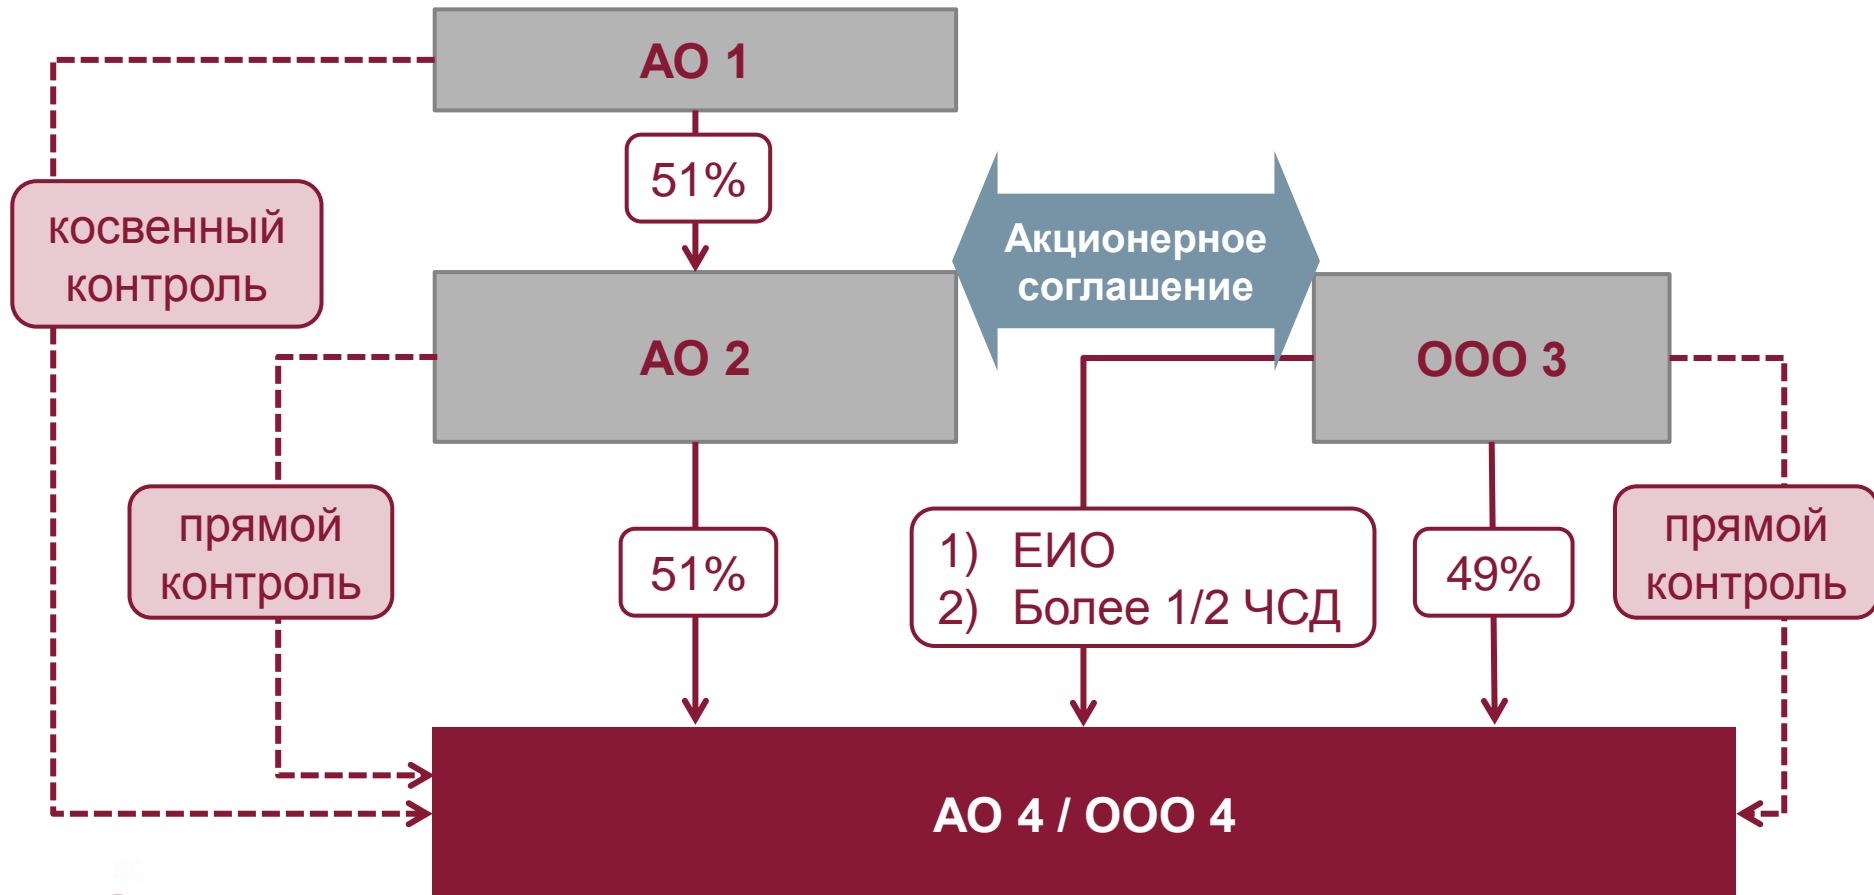 АО 1
51%
косвенный
контроль
Акционерное
соглашение
АО 2
ООО 3
прямой
контроль
51%
1) ЕИО
2) Более 1/2 ЧСД
49%
прямой
контроль
АО 4 / ООО 4